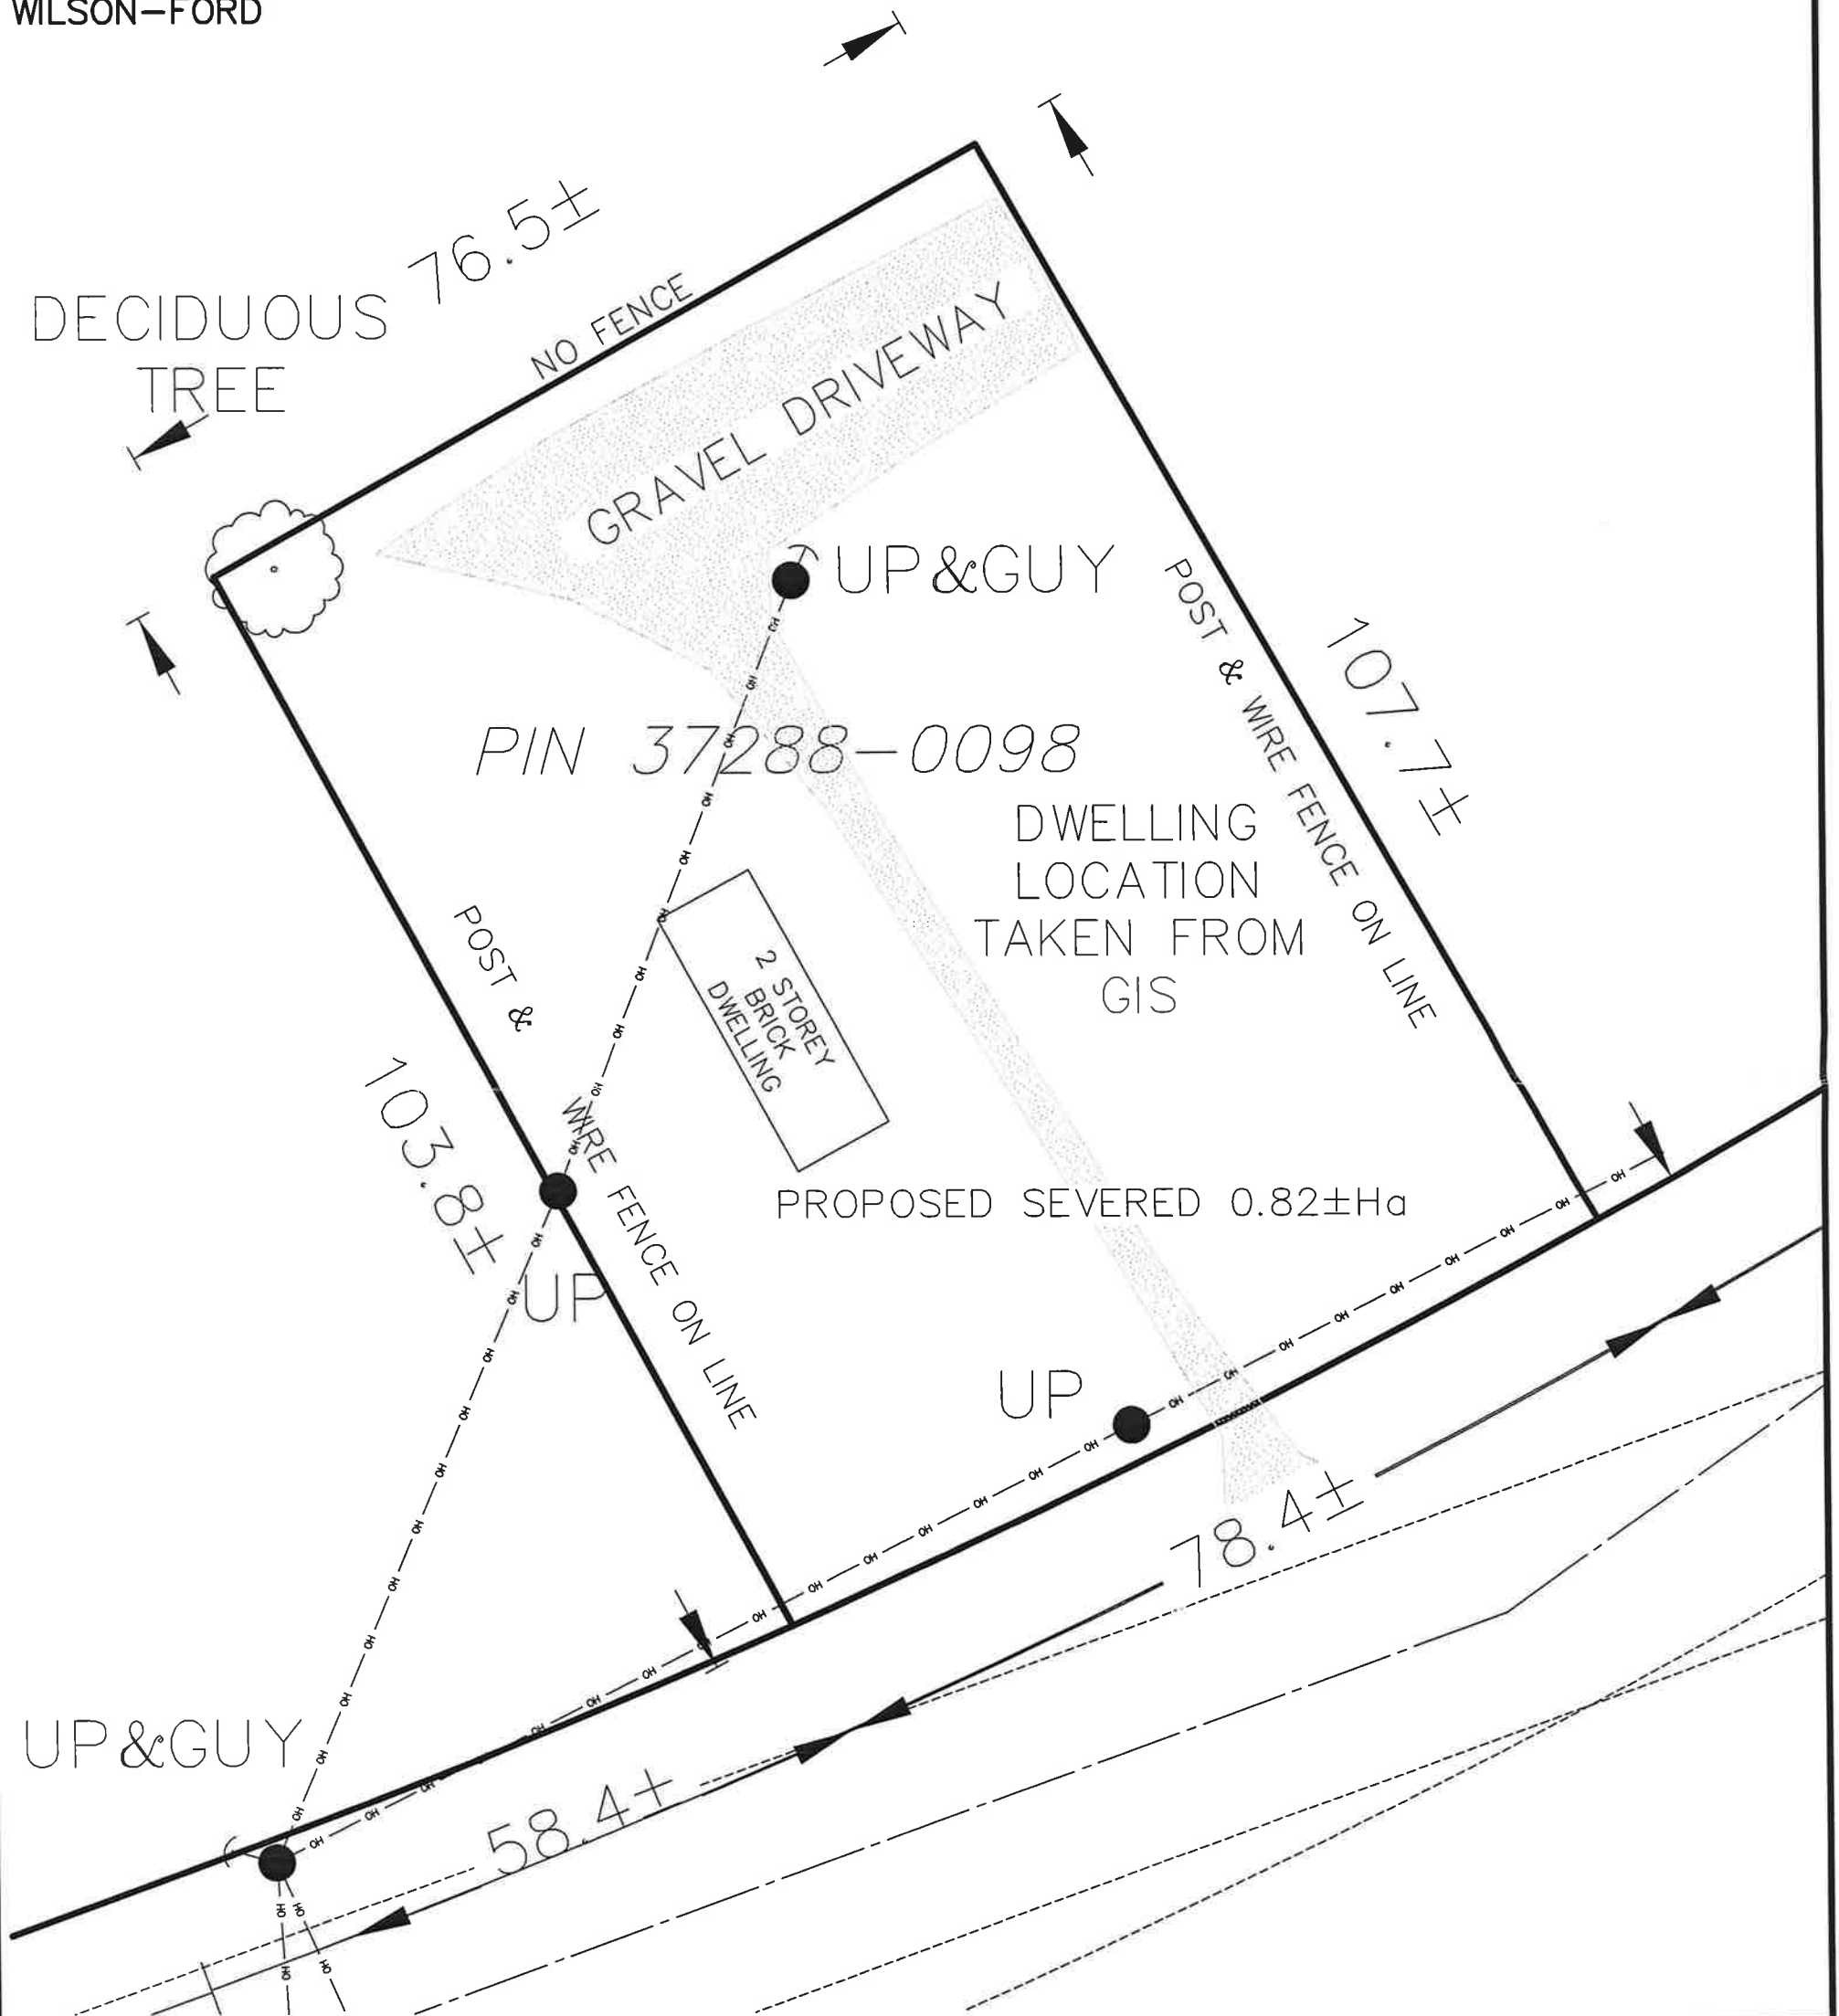 WILSON-FORD
76.5±
DECIDUOUS
TREE
NO FENCE
GRAVEL DRIVEWAY
UP&GUY
POST & WIRE FENCE ON LINE
107.7±
PIN 37288-0098
DWELLING
LOCATION
TAKEN FROM
GIS
POST &
WIRE FENCE ON LINE
2 STOREY
BRICK
DWELLING
103.8±
PROPOSED SEVERED 0.82±Ha
UP
UP
78.4±
UP&GUY
58.4±
OH